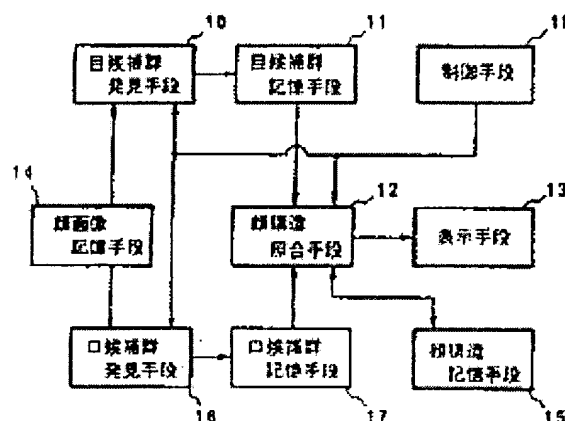 10
11
目候補群
発見手段
目候補群
記憶手段
制御手段
14
12
13
顔画像
記憶手段
顔構造
照合手段
表示手段
口候補群
発見手段
口候補群
記憶手段
顔構造
記憶手段
16
17
15